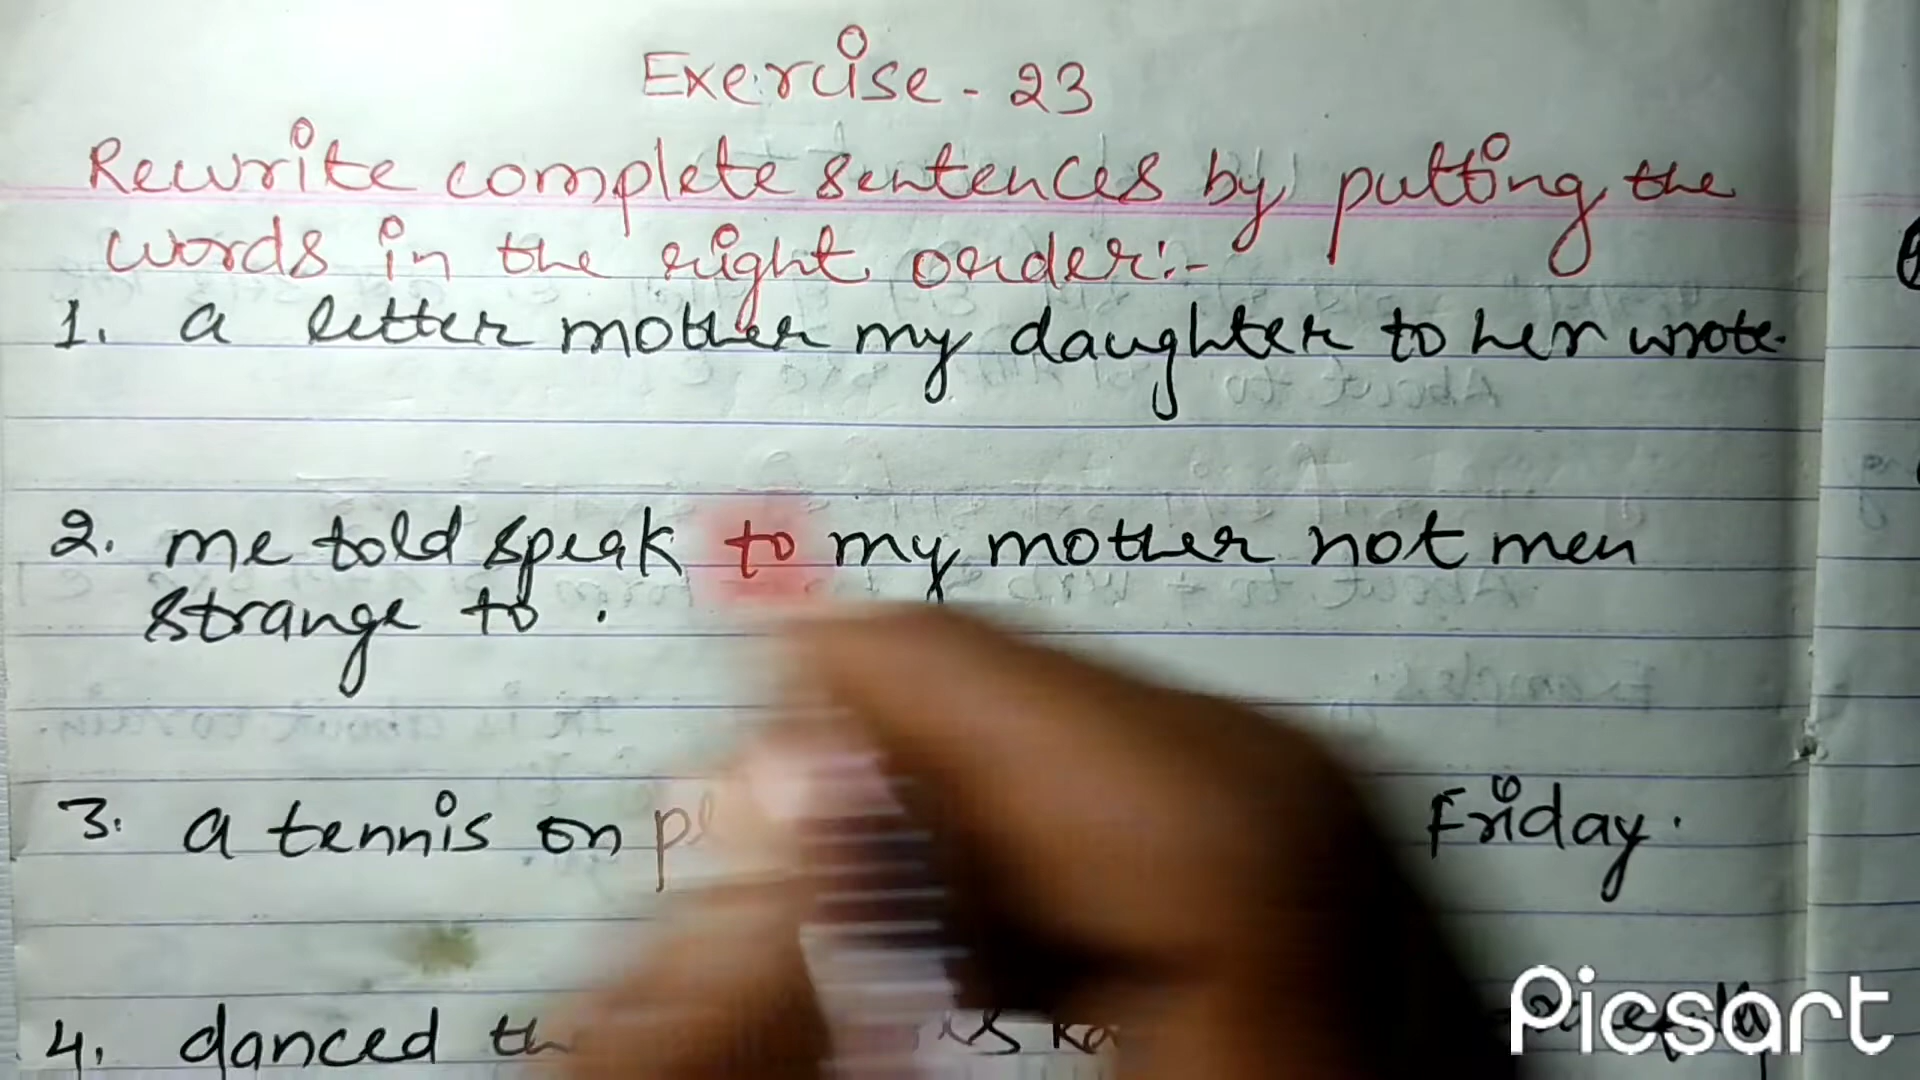 Exercise - 23
Rewrite complete sentences by putting the
words in the right order:-
1. a letter mother my daughter to her wrote.
2. me told speak to my mother not men
strange to .
3. a tennis on Friday.
4. danced
Picsart